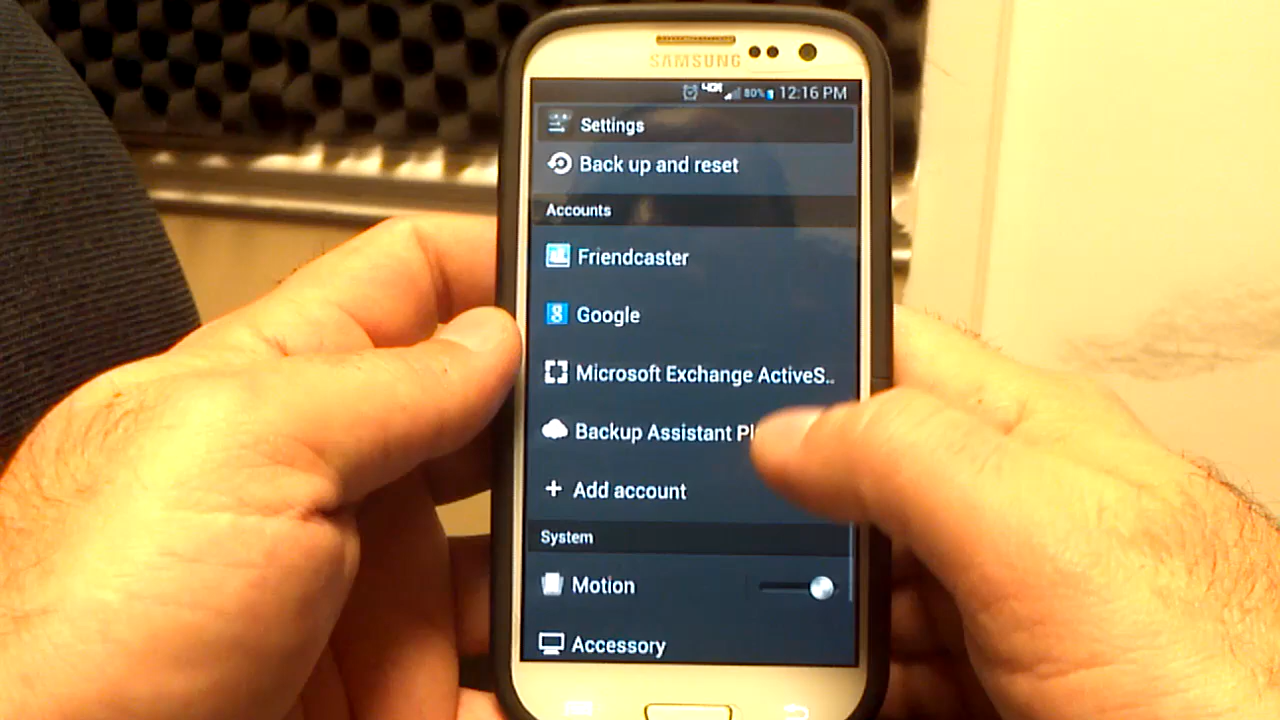 SAMSUNG
80% 12:16 PM
Settings
Back up and reset
Accounts
Friendcaster
Google
Microsoft Exchange ActiveS..
Backup Assistant
Add account
System
Motion
Accessory